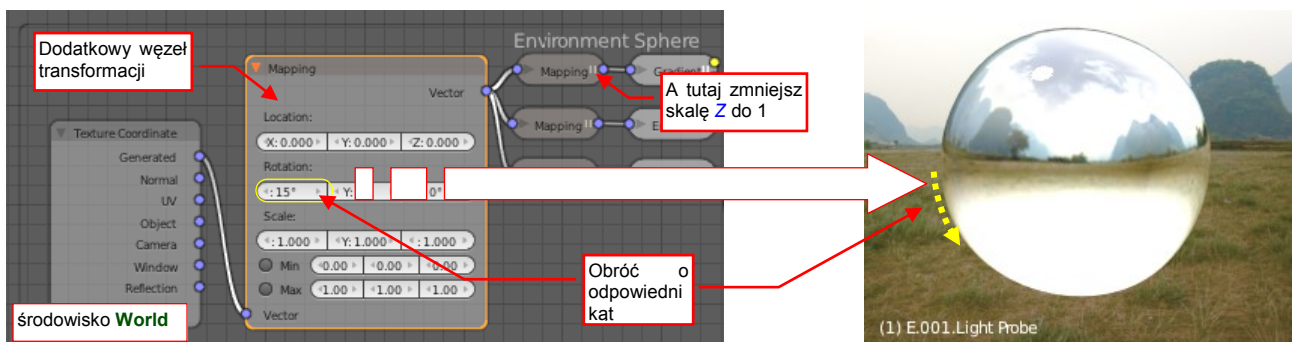 Dodatkowy węzeł
transformacji
Environment Sphere
Mapping
Vector
Mapping
A tutaj zmniejsz
skalę Z do 1
Mapping
Location:
X: 0.000 Y: 0.000 Z: 0.000
Rotation:
: 15° Y: 0°
Scale:
: 1.000 Y: 1.000 : 1.000
Min 0.00 0.00 0.00
Max 1.00 1.00 1.00
Vector
Texture Coordinate
Generated
Normal
UV
Object
Camera
Window
Reflection
środowisko World
Obróć o
odpowiedni
kat
(1) E.001.Light Probe